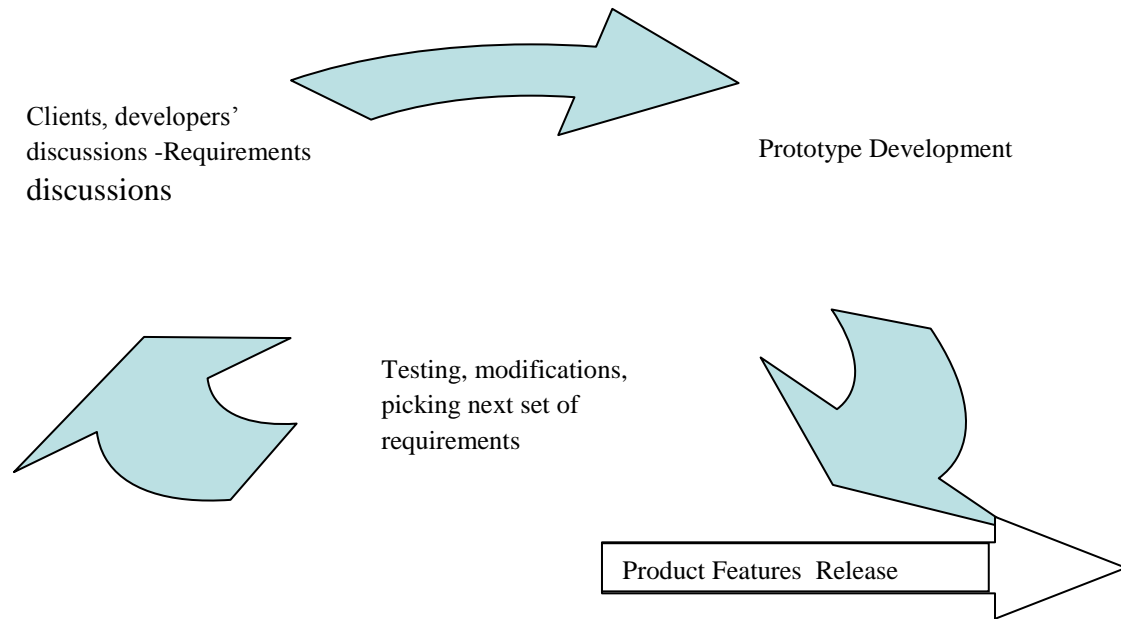 Clients, developers’
discussions -Requirements
discussions
Prototype Development
Testing, modifications,
picking next set of
requirements
Product Features  Release